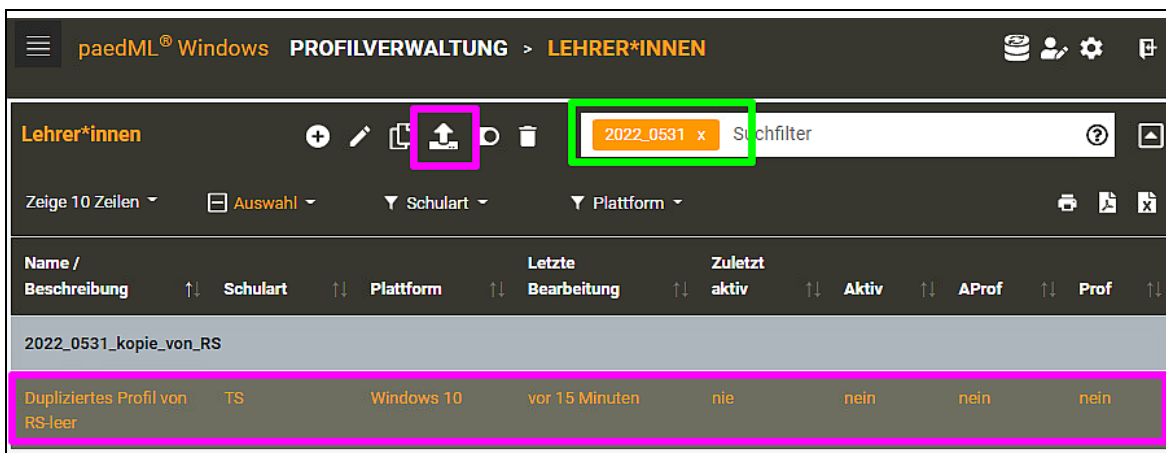 paedML® Windows PROFILVERWALTUNG > LEHRER*INNEN
Lehrer*innen 2022_0531 x Suchfilter
Zeige 10 Zeilen Auswahl Schulart Plattform
Name / Beschreibung Schulart Plattform Letzte Bearbeitung Zuletzt aktiv Aktiv AProf Prof
2022_0531_kopie_von_RS
Dupliziertes Profil von RS-leer TS Windows 10 vor 15 Minuten nie nein nein nein